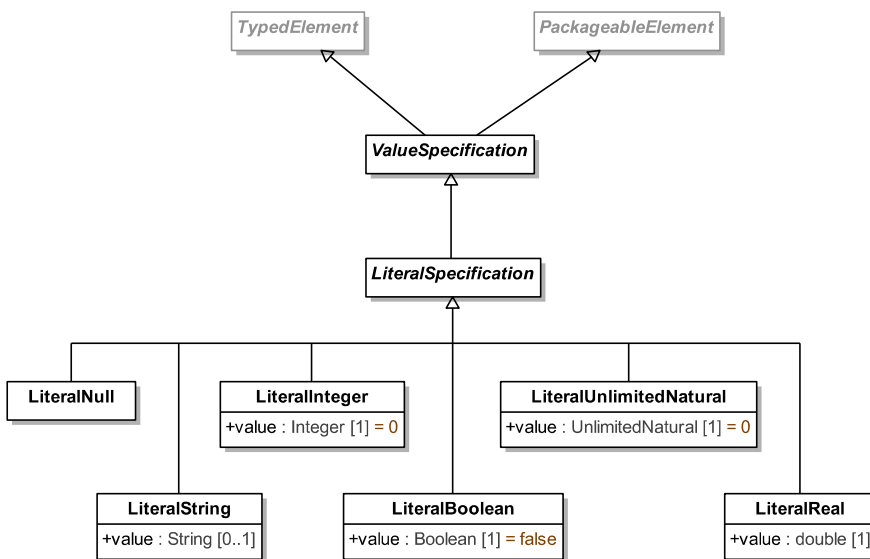 TypedElement
PackageableElement
ValueSpecification
LiteralSpecification
LiteralNull
LiteralInteger
+value : Integer [1] = 0
LiteralUnlimitedNatural
+value : UnlimitedNatural [1] = 0
LiteralString
+value : String [0..1]
LiteralBoolean
+value : Boolean [1] = false
LiteralReal
+value : double [1]